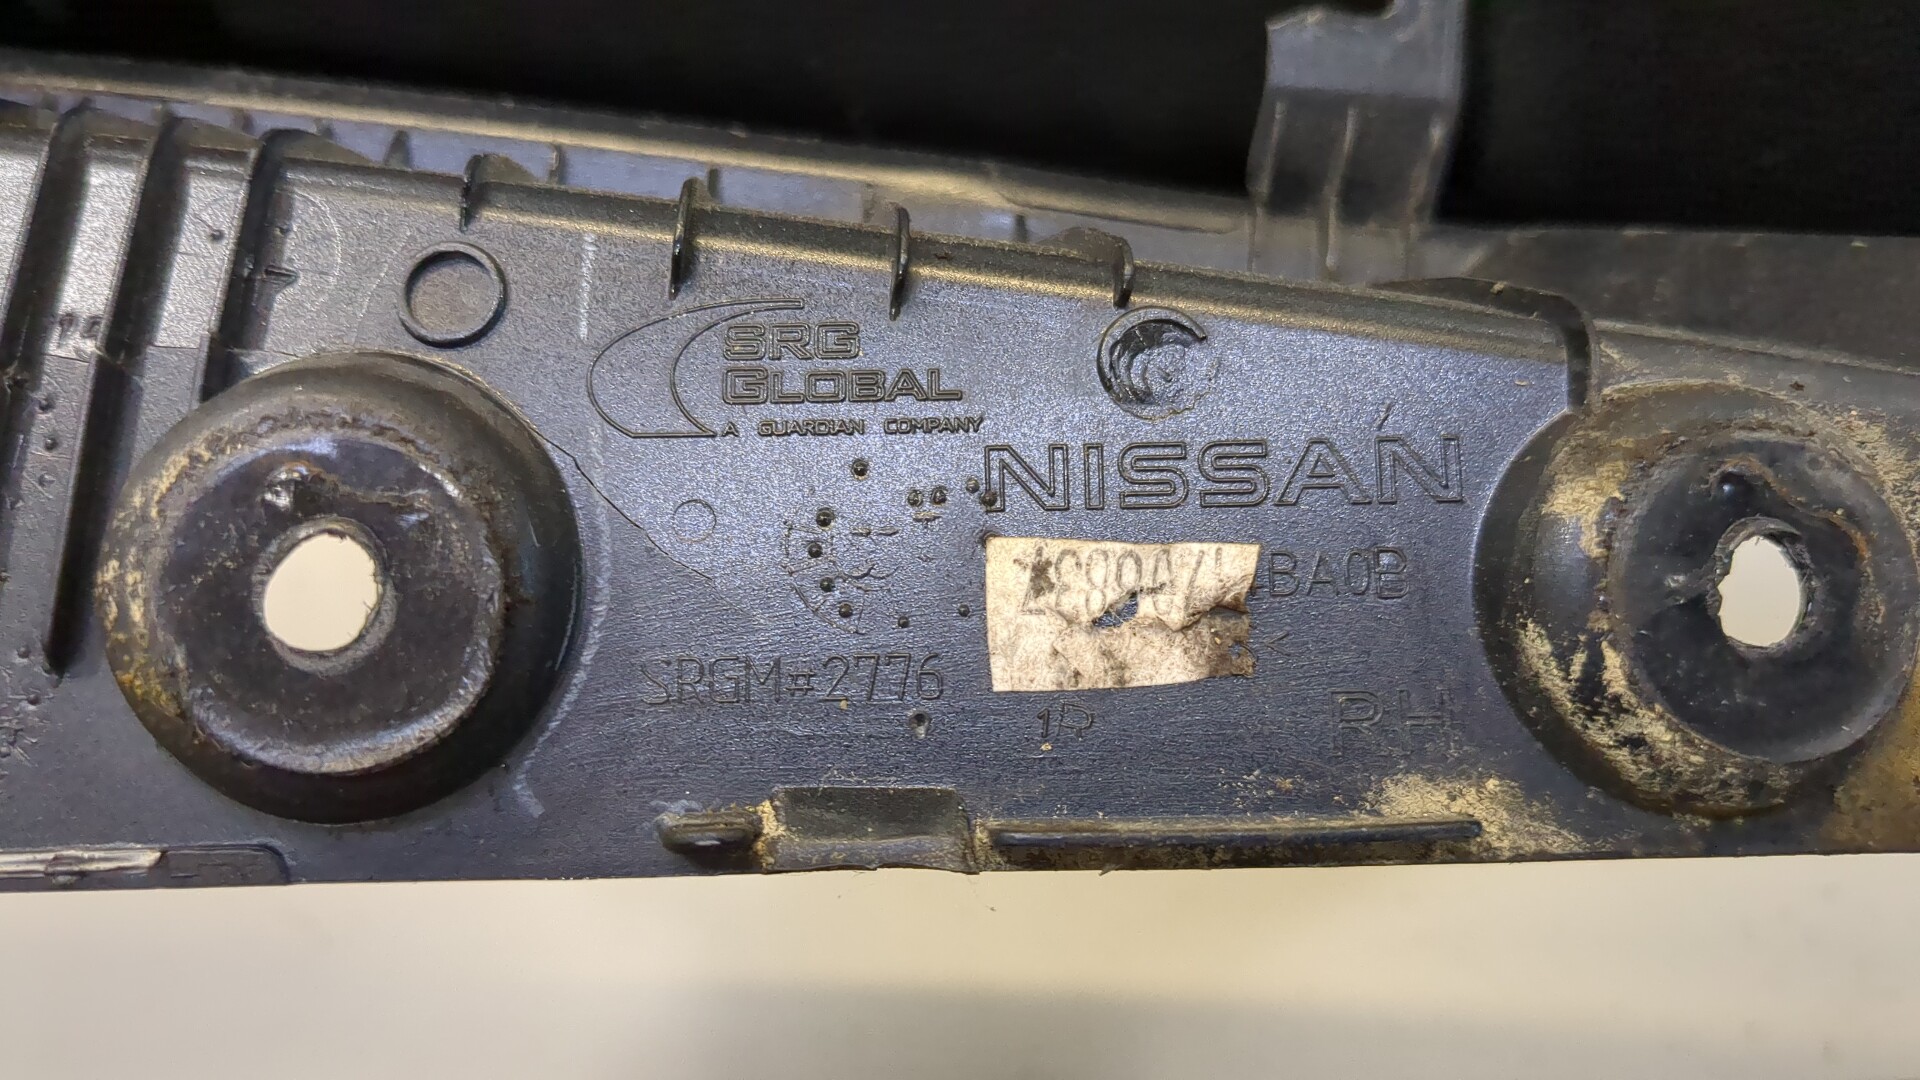 SRG
GLOBAL
A GUARDIAN COMPANY
NISSAN
BA0B
SRGM#2776
RH